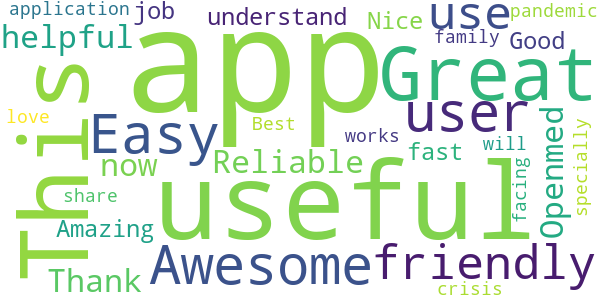 application
job
understand
Nice
use
pandemic
helpful
app
family
Good
Great
This
Easy
user
love
Best
works
will
now
Reliable
fast
Openmed
specially
facing
share
useful
Amazing
Awesome
friendly
Thank
crisis